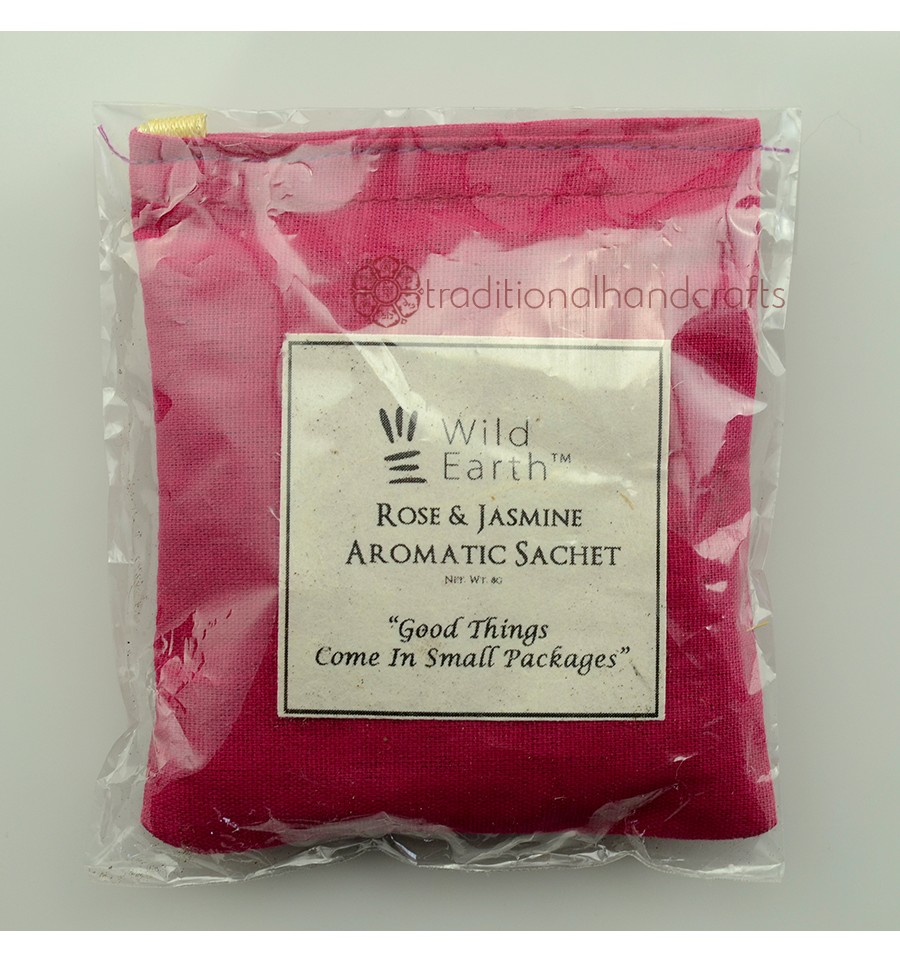 traditionalhandcrafts
Wild
Earth™
ROSE & JASMINE
AROMATIC SACHET
NET. WT. 8G
“Good Things
Come In Small Packages”